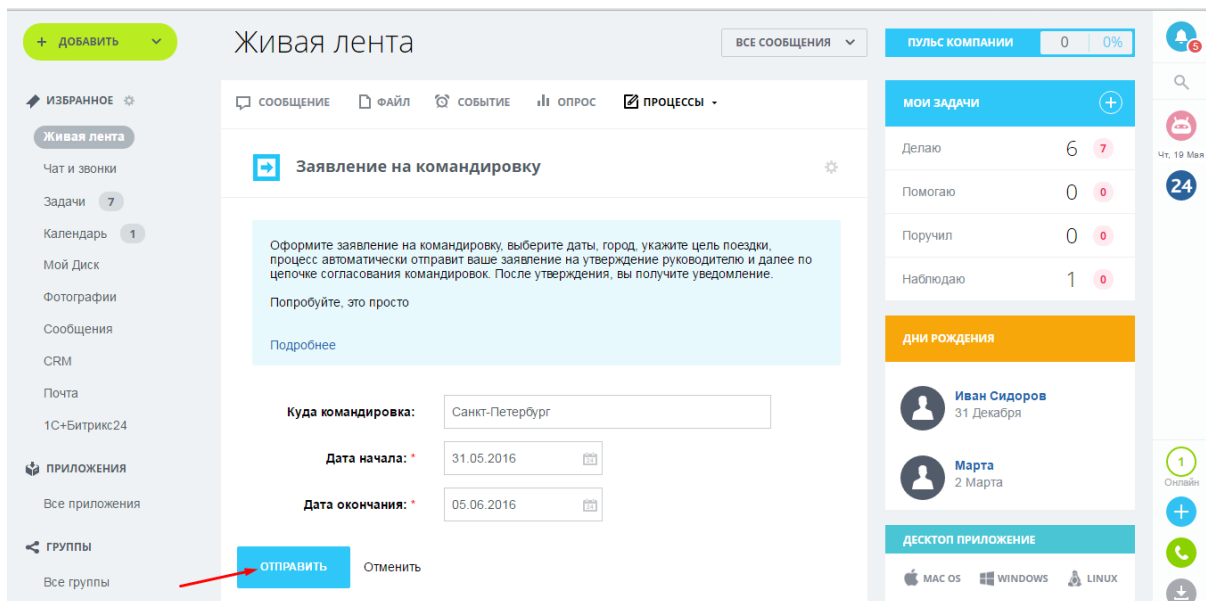 + ДОБАВИТЬ
ИЗБРАННОЕ
Живая лента
Чат и звонки
Задачи 7
Календарь 1
Мой Диск
Фотографии
Сообщения
CRM
Почта
1С+Битрикс24
ПРИЛОЖЕНИЯ
Все приложения
ГРУППЫ
Все группы
Живая лента
ВСЕ СООБЩЕНИЯ
СООБЩЕНИЕ ФАЙЛ СОБЫТИЕ ОПРОС ПРОЦЕССЫ
Заявление на командировку
Оформите заявление на командировку, выберите даты, город, укажите цель поездки,
процесс автоматически отправит ваше заявление на утверждение руководителю и далее по
цепочке согласования командировок. После утверждения, вы получите уведомление.
Попробуйте, это просто
Подробнее
Куда командировка: Санкт-Петербург
Дата начала: * 31.05.2016
Дата окончания: * 05.06.2016
ОТПРАВИТЬ Отменить
ПУЛЬС КОМПАНИИ 0 0%
МОИ ЗАДАЧИ +
Делаю 6 7
Помогаю 0 0
Поручил 0 0
Наблюдаю 1 0
ДНИ РОЖДЕНИЯ
Иван Сидоров
31 Декабря
Марта
2 Марта
ДЕСКТОП ПРИЛОЖЕНИЕ
MAC OS WINDOWS LINUX
5
Чт, 19 Мая
24
1
Онлайн
+